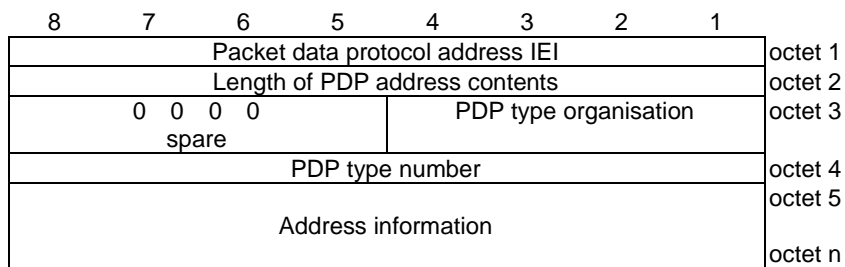 8 7 6 5 4 3 2 1
Packet data protocol address IEI octet 1
Length of PDP address contents octet 2
0 0 0 0 PDP type organisation octet 3
spare
PDP type number octet 4
octet 5
Address information
octet n